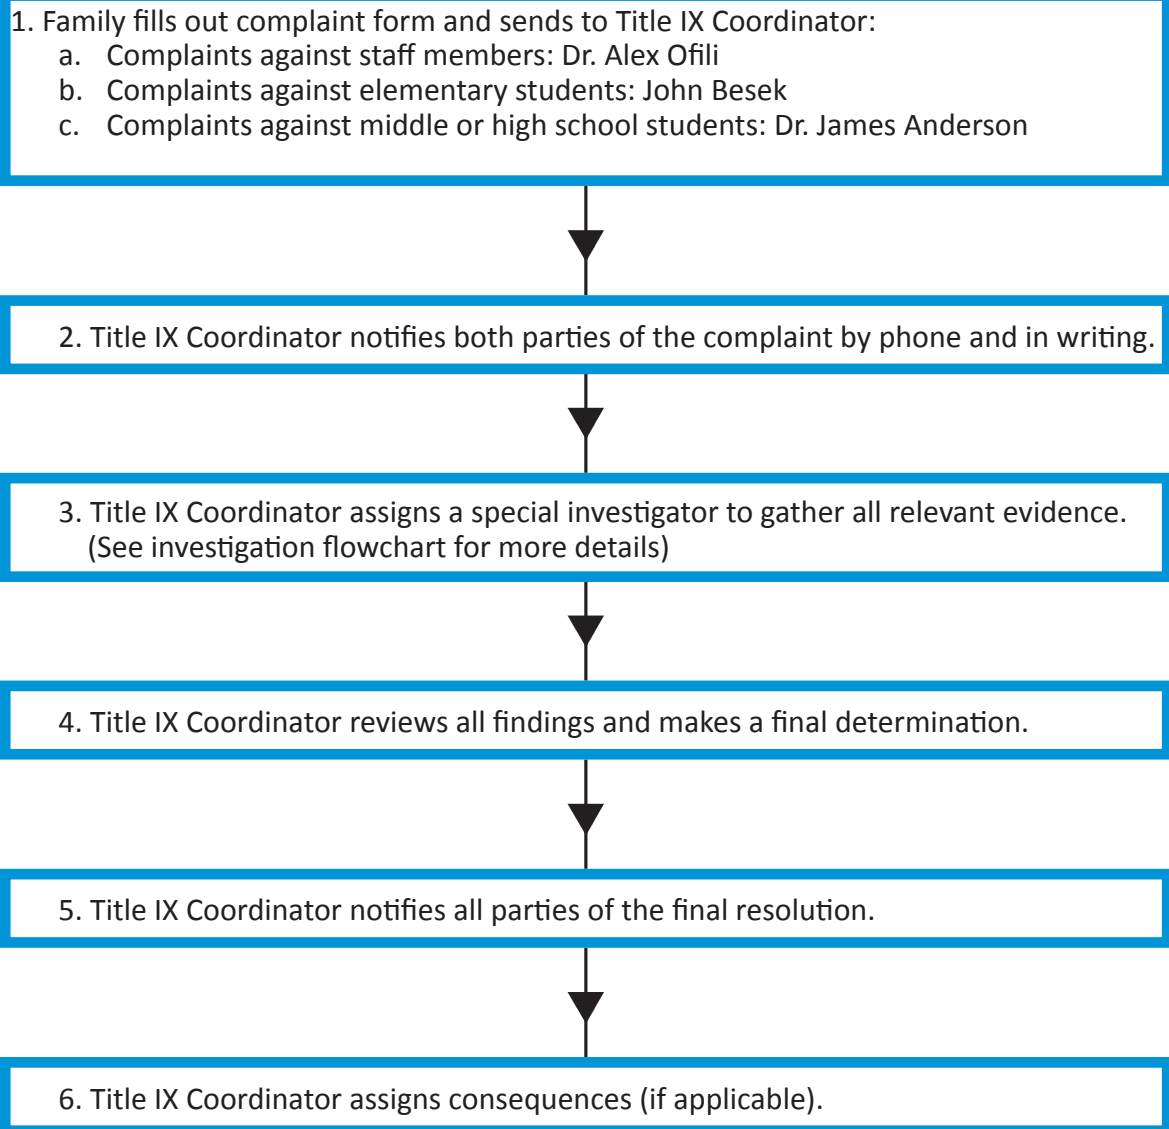 1. Family fills out complaint form and sends to Title IX Coordinator:
a. Complaints against staff members: Dr. Alex Ofili
b. Complaints against elementary students: John Besek
c. Complaints against middle or high school students: Dr. James Anderson
2. Title IX Coordinator notifies both parties of the complaint by phone and in writing.
3. Title IX Coordinator assigns a special investigator to gather all relevant evidence.
(See investigation flowchart for more details)
4. Title IX Coordinator reviews all findings and makes a final determination.
5. Title IX Coordinator notifies all parties of the final resolution.
6. Title IX Coordinator assigns consequences (if applicable).